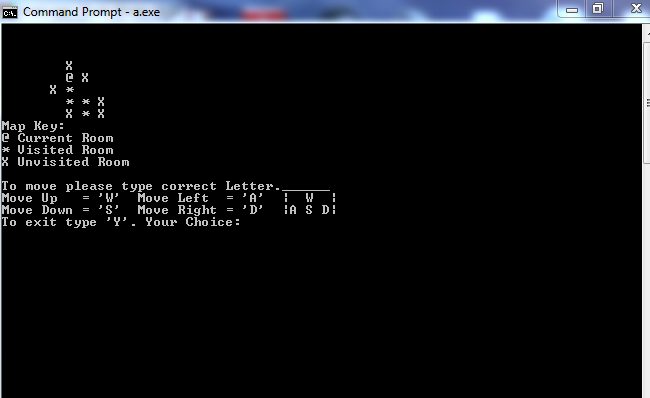 Command Prompt - a.exe
        X
        @ X
      X *
        * * X
        X * X
Map Key:
@ Current Room
* Visited Room
X Unvisited Room
To move please type correct Letter.______
Move Up   = 'W'  Move Left  = 'A'  ¦  W  ¦
Move Down = 'S'  Move Right = 'D'  ¦A S D¦
To exit type 'Y'. Your Choice: